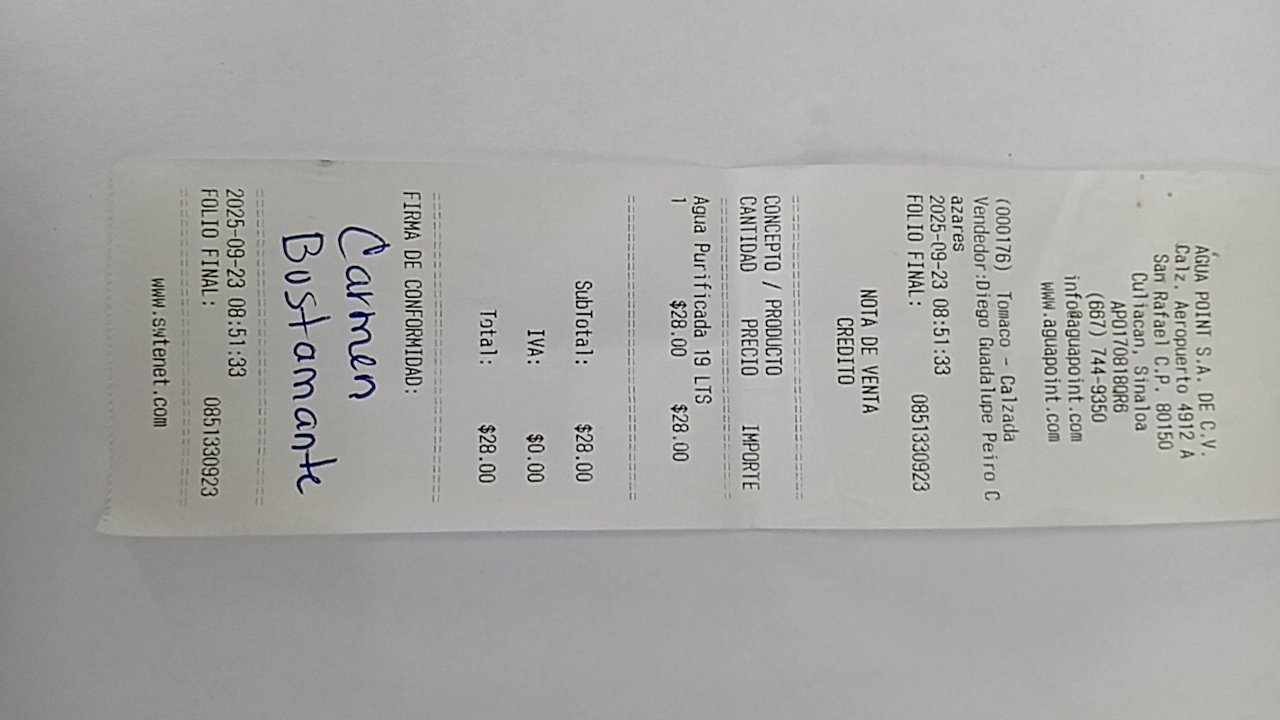 AGUA POINT S.A. DE C.V.
Calz. Aeropuerto 4912 A
San Rafael C.P. 80150
Culiacan, Sinaloa
APO170818QR6
(667) 744-9350
info@aguapoint.com
www.aguapoint.com
(000176) Tomaco - Calzada
Vendedor:Diego Guadalupe Peiro C
azares
2025-09-23 08:51:33
FOLIO FINAL: 0851330923
NOTA DE VENTA
CREDITO
CONCEPTO / PRODUCTO
CANTIDAD PRECIO IMPORTE
Agua Purificada 19 LTS
1 $28.00 $28.00
SubTotal: $28.00
IVA: $0.00
Total: $28.00
FIRMA DE CONFORMIDAD:
Carmen
Bustamante
2025-09-23 08:51:33
FOLIO FINAL: 0851330923
www.swtenet.com